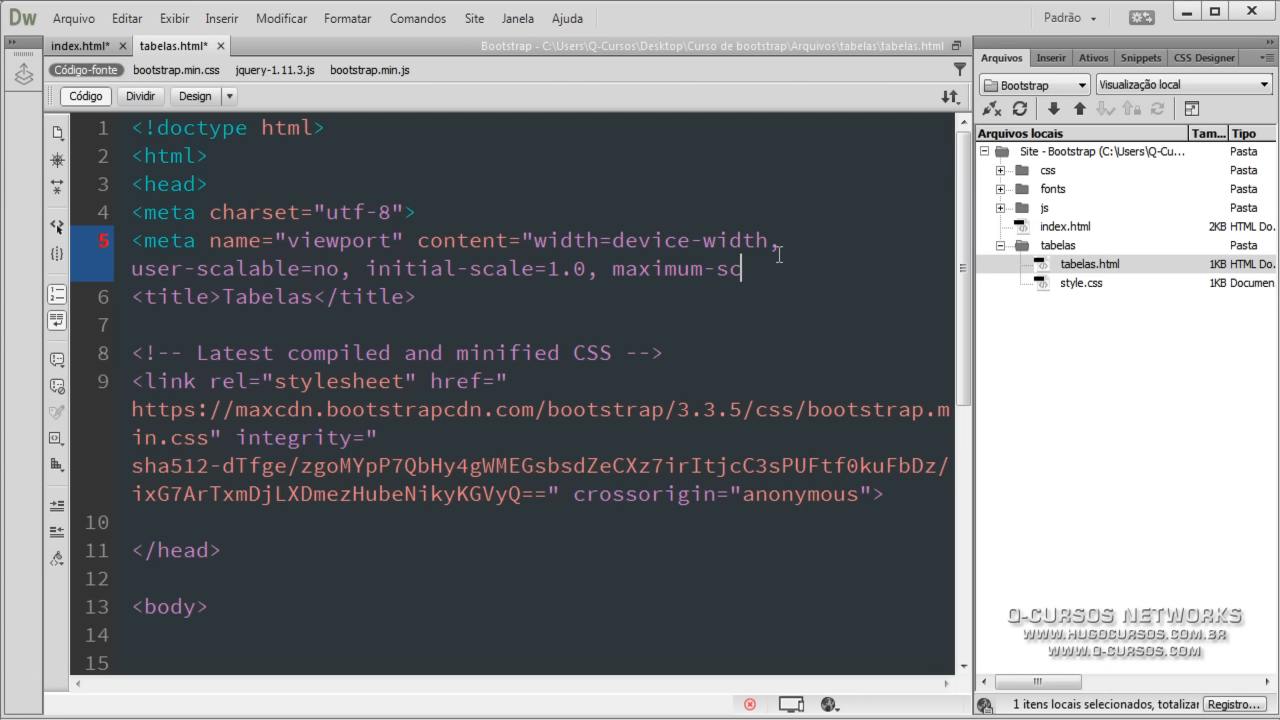 Dw Arquivo Editar Exibir Inserir Modificar Formatar Comandos Site Janela Ajuda Padrão
index.html* × tabelas.html* × Bootstrap - C:\Users\Q-Cursos\Desktop\Curso de bootstrap\Arquivos\tabelas\tabelas.html
Código-fonte bootstrap.min.css jquery-1.11.3.js bootstrap.min.js
Código Dividir Design
1 <!doctype html>
2 <html>
3 <head>
4 <meta charset="utf-8">
5 <meta name="viewport" content="width=device-width,
user-scalable=no, initial-scale=1.0, maximum-sc
6 <title>Tabelas</title>
7
8 <!-- Latest compiled and minified CSS -->
9 <link rel="stylesheet" href="
https://maxcdn.bootstrapcdn.com/bootstrap/3.3.5/css/bootstrap.m
in.css" integrity="
sha512-dTfge/zgoMYpP7QbHy4gWMEGsbsdZeCXz7irItjcC3sPUFtf0kuFbDz/
ixG7ArTxmDjLXDmezHubeNikyKGVyQ==" crossorigin="anonymous">
10
11 </head>
12
13 <body>
14
15
Arquivos Inserir Ativos Snippets CSS Designer
Bootstrap Visualização local
Arquivos locais Tam... Tipo
Site - Bootstrap (C:\Users\Q-Cu... Pasta
css Pasta
fonts Pasta
js Pasta
index.html 2KB HTML Do.
tabelas Pasta
tabelas.html 1KB HTML Do.
style.css 1KB Documen
Q-CURSOS NETWORKS
WWW.HUGOCURSOS.COM.BR
WWW.Q-CURSOS.COM
1 itens locais selecionados, totalizar Registro...